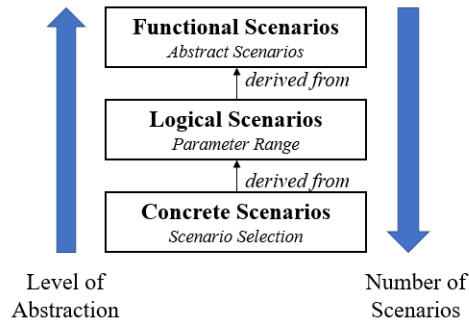 Functional Scenarios
Abstract Scenarios
derived from
Logical Scenarios
Parameter Range
derived from
Concrete Scenarios
Scenario Selection
Level of
Abstraction
Number of
Scenarios